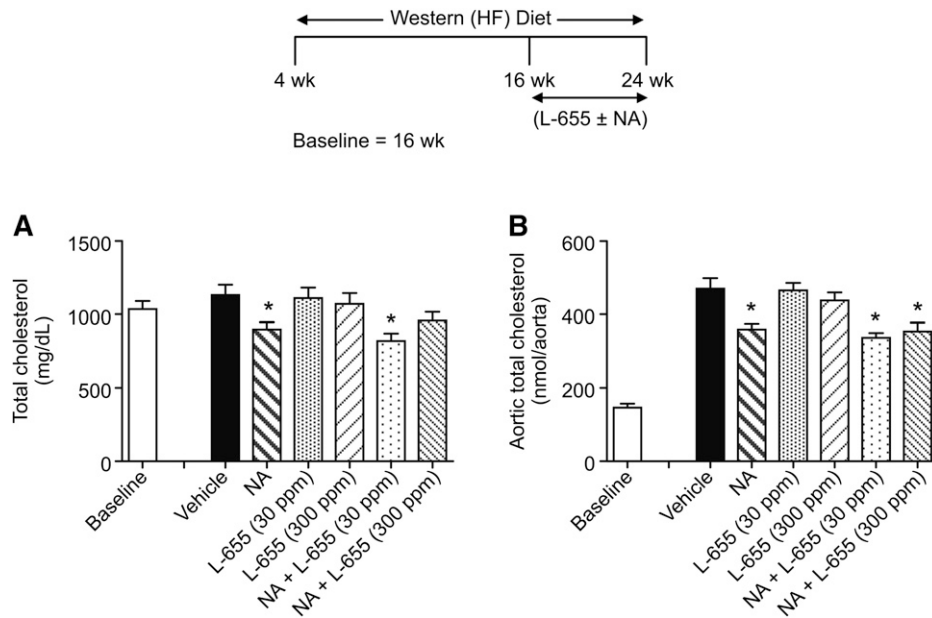 Western (HF) Diet
4 wk 16 wk 24 wk
(L-655 ± NA)
Baseline = 16 wk
A
Total cholesterol
(mg/dL)
1500
1000
500
0
*
*
Baseline
Vehicle
NA
L-655 (30 ppm)
L-655 (300 ppm)
NA + L-655 (30 ppm)
NA + L-655 (300 ppm)
B
Aortic total cholesterol
(nmol/aorta)
600
400
200
0
*
*
*
Baseline
Vehicle
NA
L-655 (30 ppm)
L-655 (300 ppm)
NA + L-655 (30 ppm)
NA + L-655 (300 ppm)